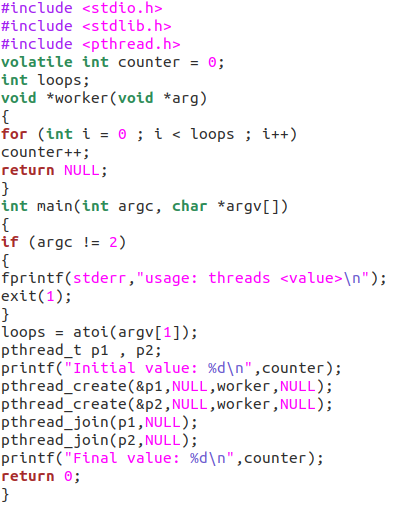 #include <stdio.h>
#include <stdlib.h>
#include <pthread.h>
volatile int counter = 0;
int loops;
void *worker(void *arg)
{
for (int i = 0 ; i < loops ; i++)
counter++;
return NULL;
}
int main(int argc, char *argv[])
{
if (argc != 2)
{
fprintf(stderr,"usage: threads <value>\n");
exit(1);
}
loops = atoi(argv[1]);
pthread_t p1 , p2;
printf("Initial value: %d\n",counter);
pthread_create(&p1,NULL,worker,NULL);
pthread_create(&p2,NULL,worker,NULL);
pthread_join(p1,NULL);
pthread_join(p2,NULL);
printf("Final value: %d\n",counter);
return 0;
}